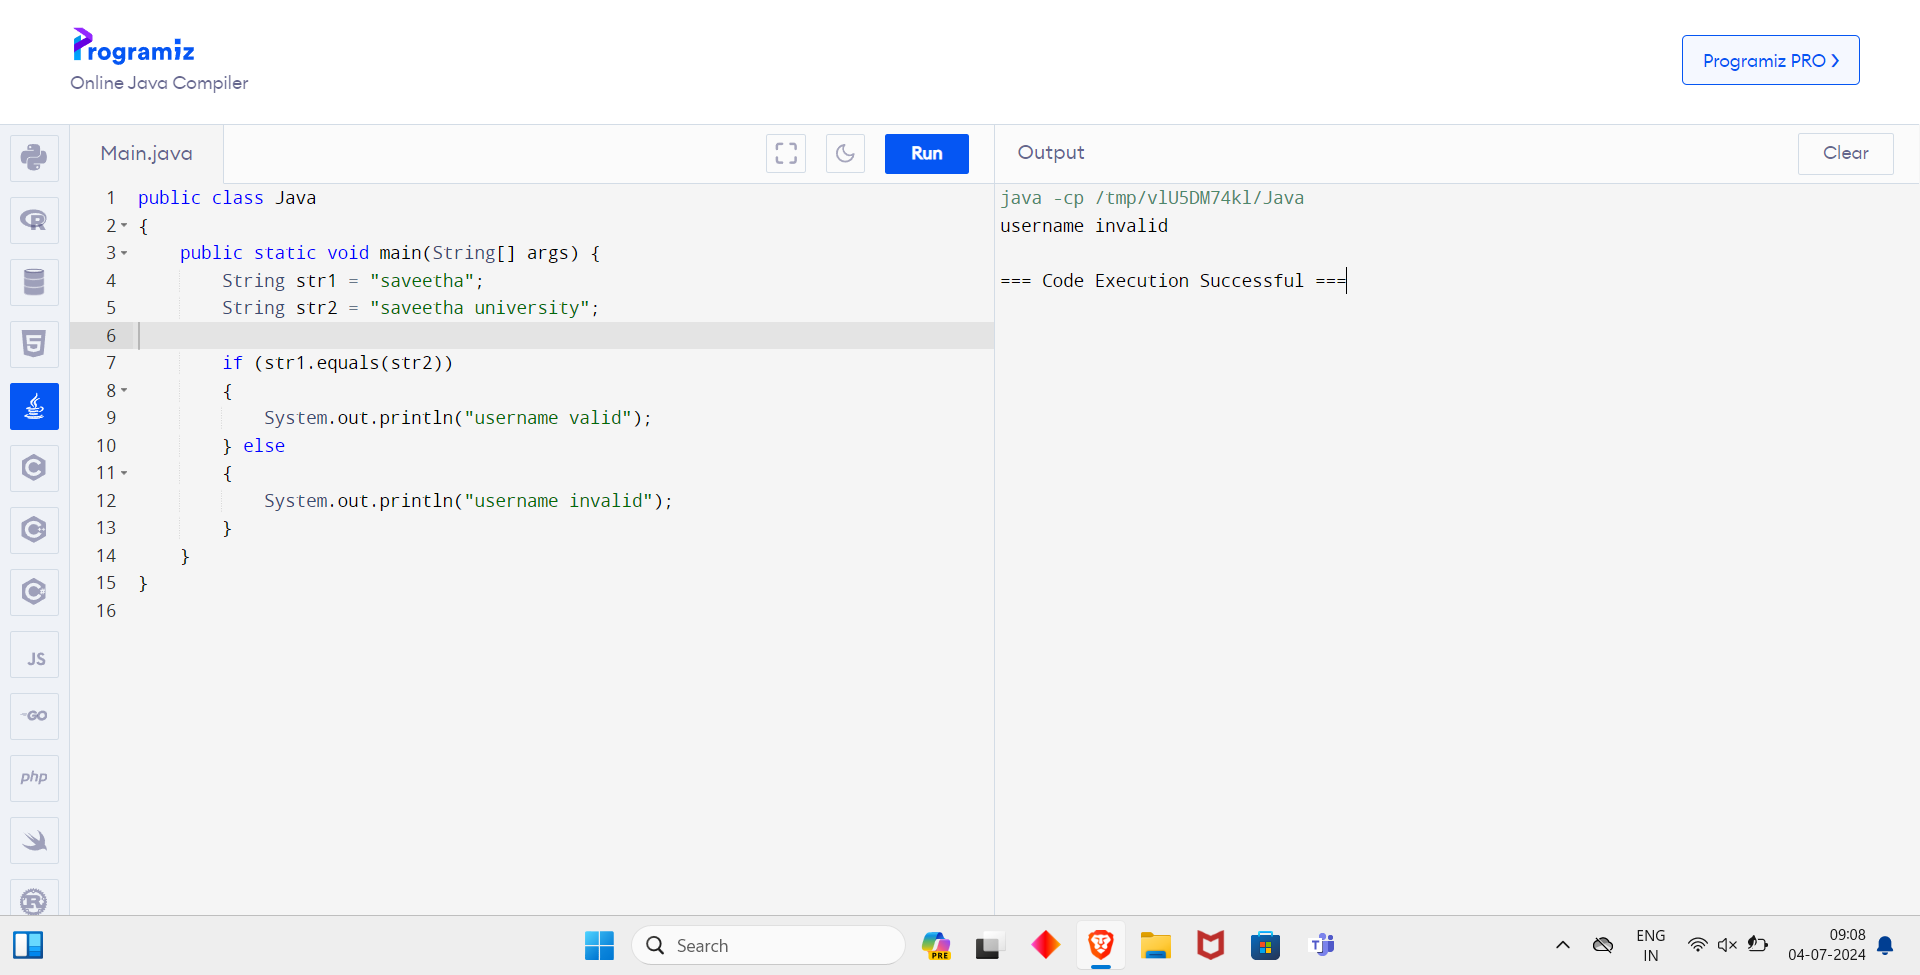 Programiz
Online Java Compiler
Programiz PRO >
Main.java
Run
Output
Clear
1 public class Java
2 {
3     public static void main(String[] args) {
4         String str1 = "saveetha";
5         String str2 = "saveetha university";
6
7         if (str1.equals(str2))
8         {
9             System.out.println("username valid");
10         } else
11         {
12             System.out.println("username invalid");
13         }
14     }
15 }
16
java -cp /tmp/vlU5DM74kl/Java
username invalid
=== Code Execution Successful ===
R
5
C
C
C
JS
GO
php
R
Search
PRE
T
ENG
IN
09:08
04-07-2024